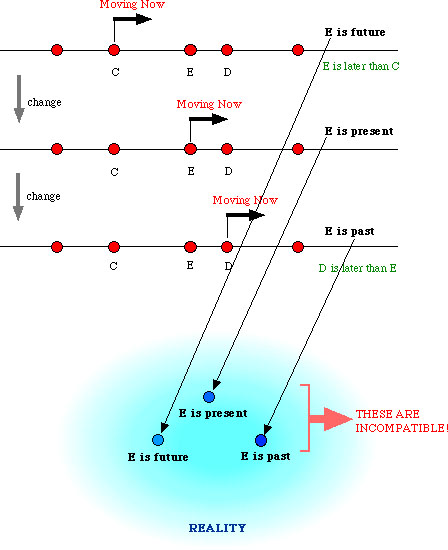 Moving Now
E is future
C E D
E is later than C
change
Moving Now
E is present
C E D
change
Moving Now
E is past
C E D
D is later than E
E is present
THESE ARE
INCOMPATIBLE!
E is future
E is past
REALITY